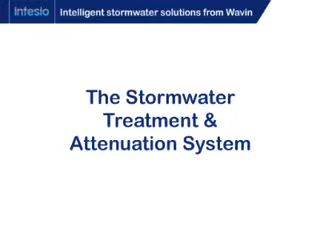 intesio Intelligent stormwater solutions from Wavin
The Stormwater
Treatment &
Attenuation System